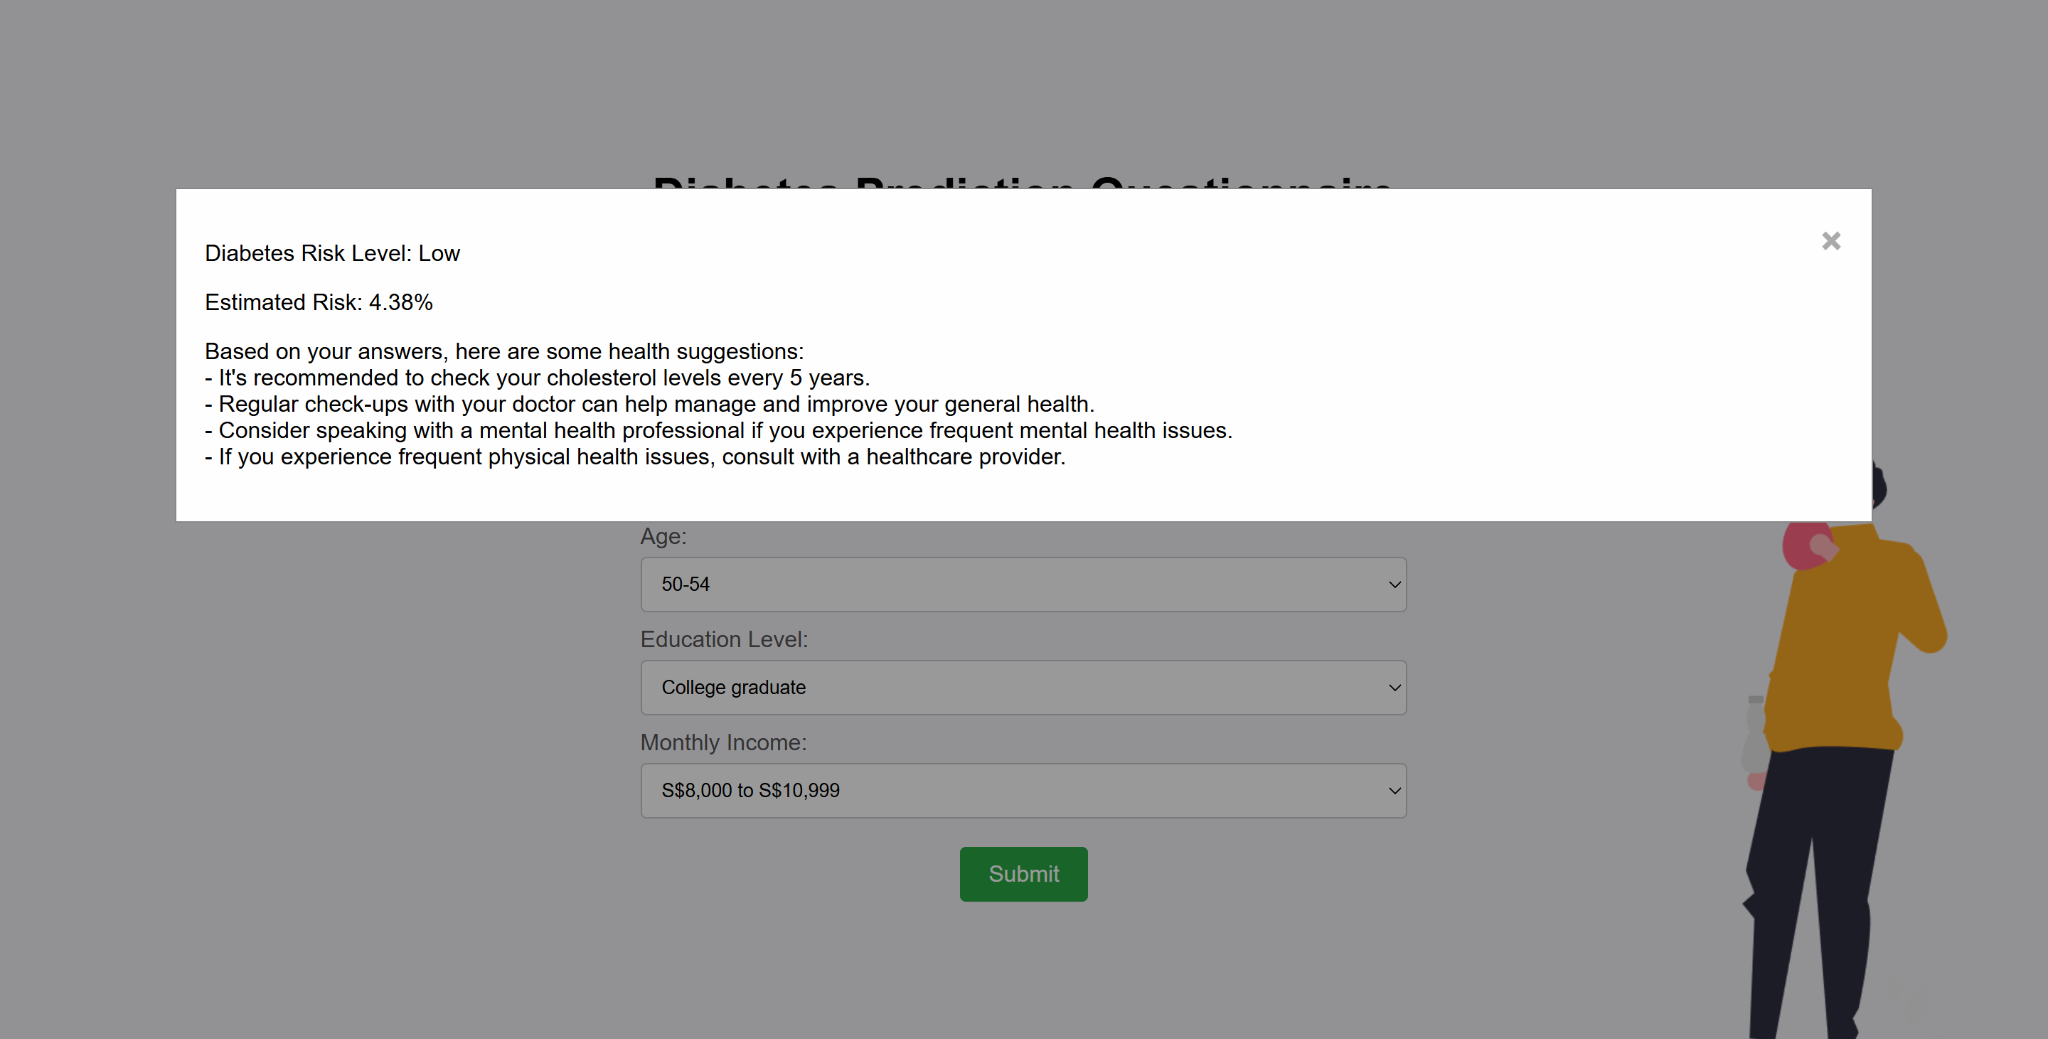 Diabetes Prediction Questionnaire
Diabetes Risk Level: Low
Estimated Risk: 4.38%
Based on your answers, here are some health suggestions:
- It's recommended to check your cholesterol levels every 5 years.
- Regular check-ups with your doctor can help manage and improve your general health.
- Consider speaking with a mental health professional if you experience frequent mental health issues.
- If you experience frequent physical health issues, consult with a healthcare provider.
Age:
50-54
Education Level:
College graduate
Monthly Income:
S$8,000 to S$10,999
Submit